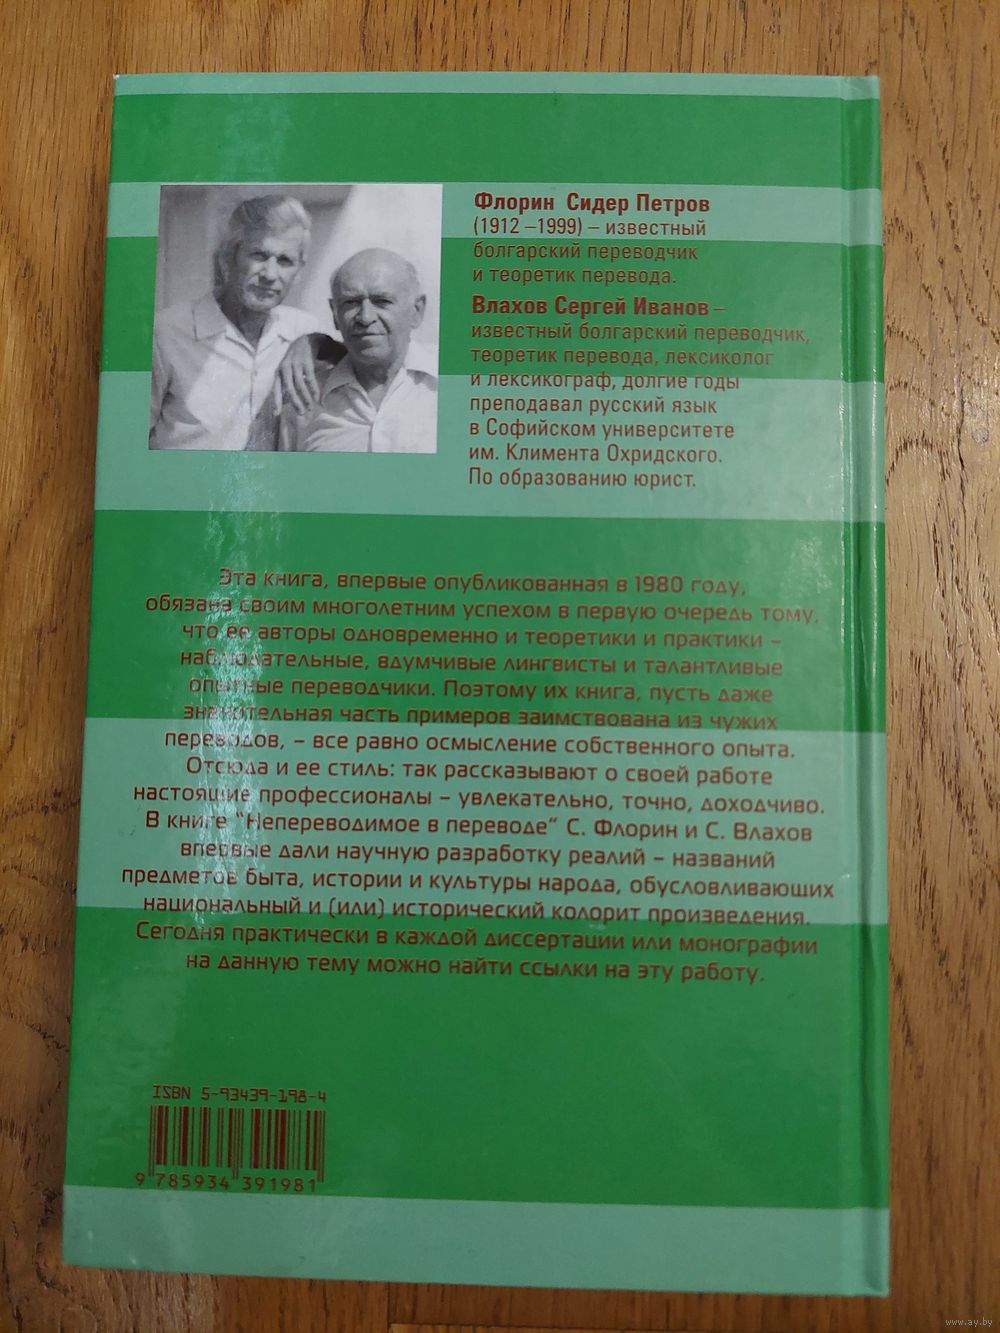 Флорин Сидер Петров
(1912 –1999) – известный
болгарский переводчик
и теоретик перевода.
Влахов Сергей Иванов –
известный болгарский переводчик,
теоретик перевода, лексиколог
и лексикограф, долгие годы
преподавал русский язык
в Софийском университете
им. Климента Охридского.
По образованию юрист.
Эта книга, впервые опубликованная в 1980 году,
обязана своим многолетним успехом в первую очередь тому,
что ее авторы одновременно и теоретики и практики –
наблюдательные, вдумчивые лингвисты и талантливые
опытные переводчики. Поэтому их книга, пусть даже
значительная часть примеров заимствована из чужих
переводов, – все равно осмысление собственного опыта.
Отсюда и ее стиль: так рассказывают о своей работе
настоящие профессионалы – увлекательно, точно, доходчиво.
В книге "Непереводимое в переводе" С. Флорин и С. Влахов
впервые дали научную разработку реалий – названий
предметов быта, истории и культуры народа, обусловливающих
национальный и (или) исторический колорит произведения.
Сегодня практически в каждой диссертации или монографии
на данную тему можно найти ссылки на эту работу.
ISBN 5-93439-198-4
9 785934 391981
www.ay.by